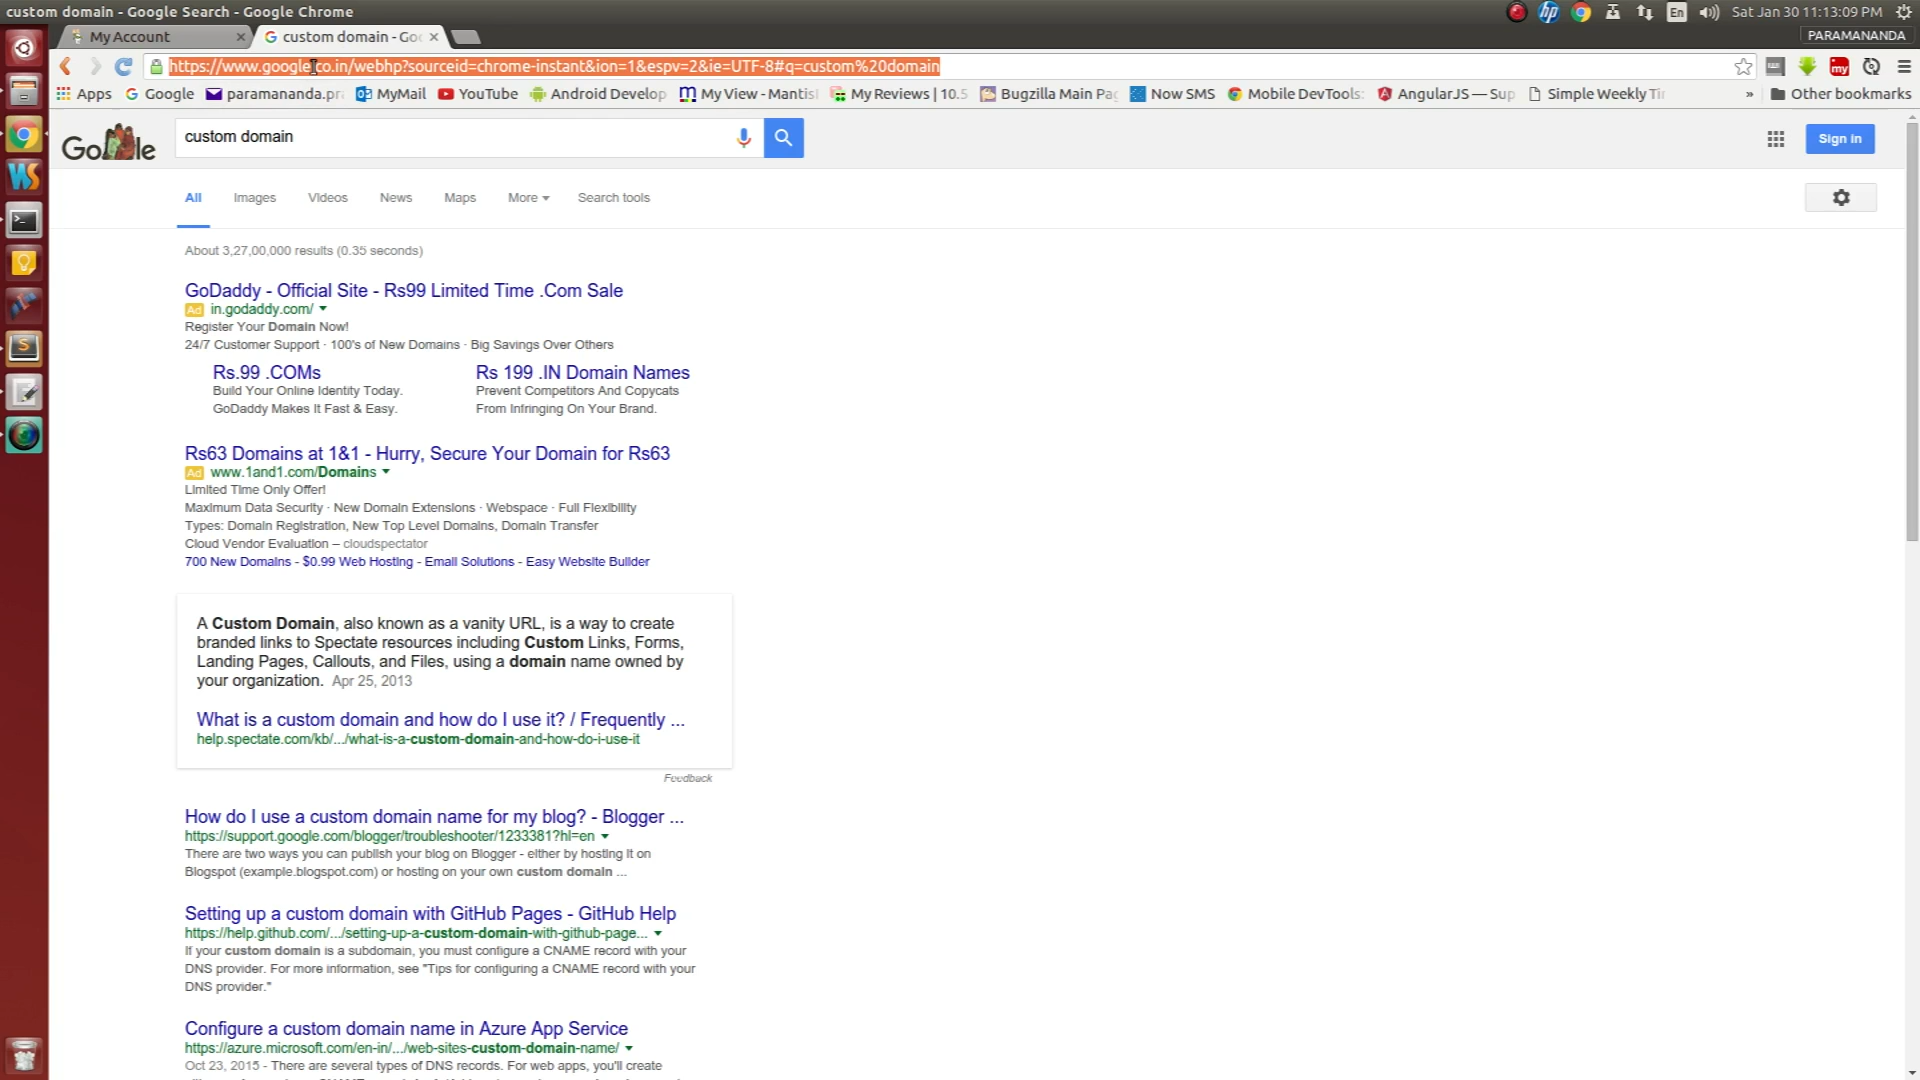 custom domain - Google Search - Google Chrome
En
Sat Jan 30 11:13:09 PM
My Account
custom domain - Goo
PARAMANANDA
https://www.google.co.in/webhp?sourceid=chrome-instant&ion=1&espv=2&ie=UTF-8#q=custom%20domain
Apps
Google
paramananda.pr
MyMail
YouTube
Android Develop
My View - Mantis
My Reviews | 10.5
Bugzilla Main Pag
Now SMS
Mobile DevTools:
AngularJS — Sup
Simple Weekly Tir
»
Other bookmarks
custom domain
Sign in
All
Images
Videos
News
Maps
More
Search tools
About 3,27,00,000 results (0.35 seconds)
GoDaddy - Official Site - Rs99 Limited Time .Com Sale
Ad in.godaddy.com/
Register Your Domain Now!
24/7 Customer Support · 100's of New Domains · Big Savings Over Others
Rs.99 .COMs
Build Your Online Identity Today.
GoDaddy Makes It Fast & Easy.
Rs 199 .IN Domain Names
Prevent Competitors And Copycats
From Infringing On Your Brand.
Rs63 Domains at 1&1 - Hurry, Secure Your Domain for Rs63
Ad www.1and1.com/Domains
Limited Time Only Offer!
Maximum Data Security · New Domain Extensions · Webspace · Full Flexibility
Types: Domain Registration, New Top Level Domains, Domain Transfer
Cloud Vendor Evaluation – cloudspectator
700 New Domains - $0.99 Web Hosting - Email Solutions - Easy Website Builder
A Custom Domain, also known as a vanity URL, is a way to create
branded links to Spectate resources including Custom Links, Forms,
Landing Pages, Callouts, and Files, using a domain name owned by
your organization. Apr 25, 2013
What is a custom domain and how do I use it? / Frequently ...
help.spectate.com/kb/.../what-is-a-custom-domain-and-how-do-i-use-it
Feedback
How do I use a custom domain name for my blog? - Blogger ...
https://support.google.com/blogger/troubleshooter/1233381?hl=en
There are two ways you can publish your blog on Blogger - either by hosting it on
Blogspot (example.blogspot.com) or hosting on your own custom domain ...
Setting up a custom domain with GitHub Pages - GitHub Help
https://help.github.com/.../setting-up-a-custom-domain-with-github-page...
If your custom domain is a subdomain, you must configure a CNAME record with your
DNS provider. For more information, see "Tips for configuring a CNAME record with your
DNS provider."
Configure a custom domain name in Azure App Service
https://azure.microsoft.com/en-in/.../web-sites-custom-domain-name/
Oct 23, 2015 - There are several types of DNS records. For web apps, you'll create